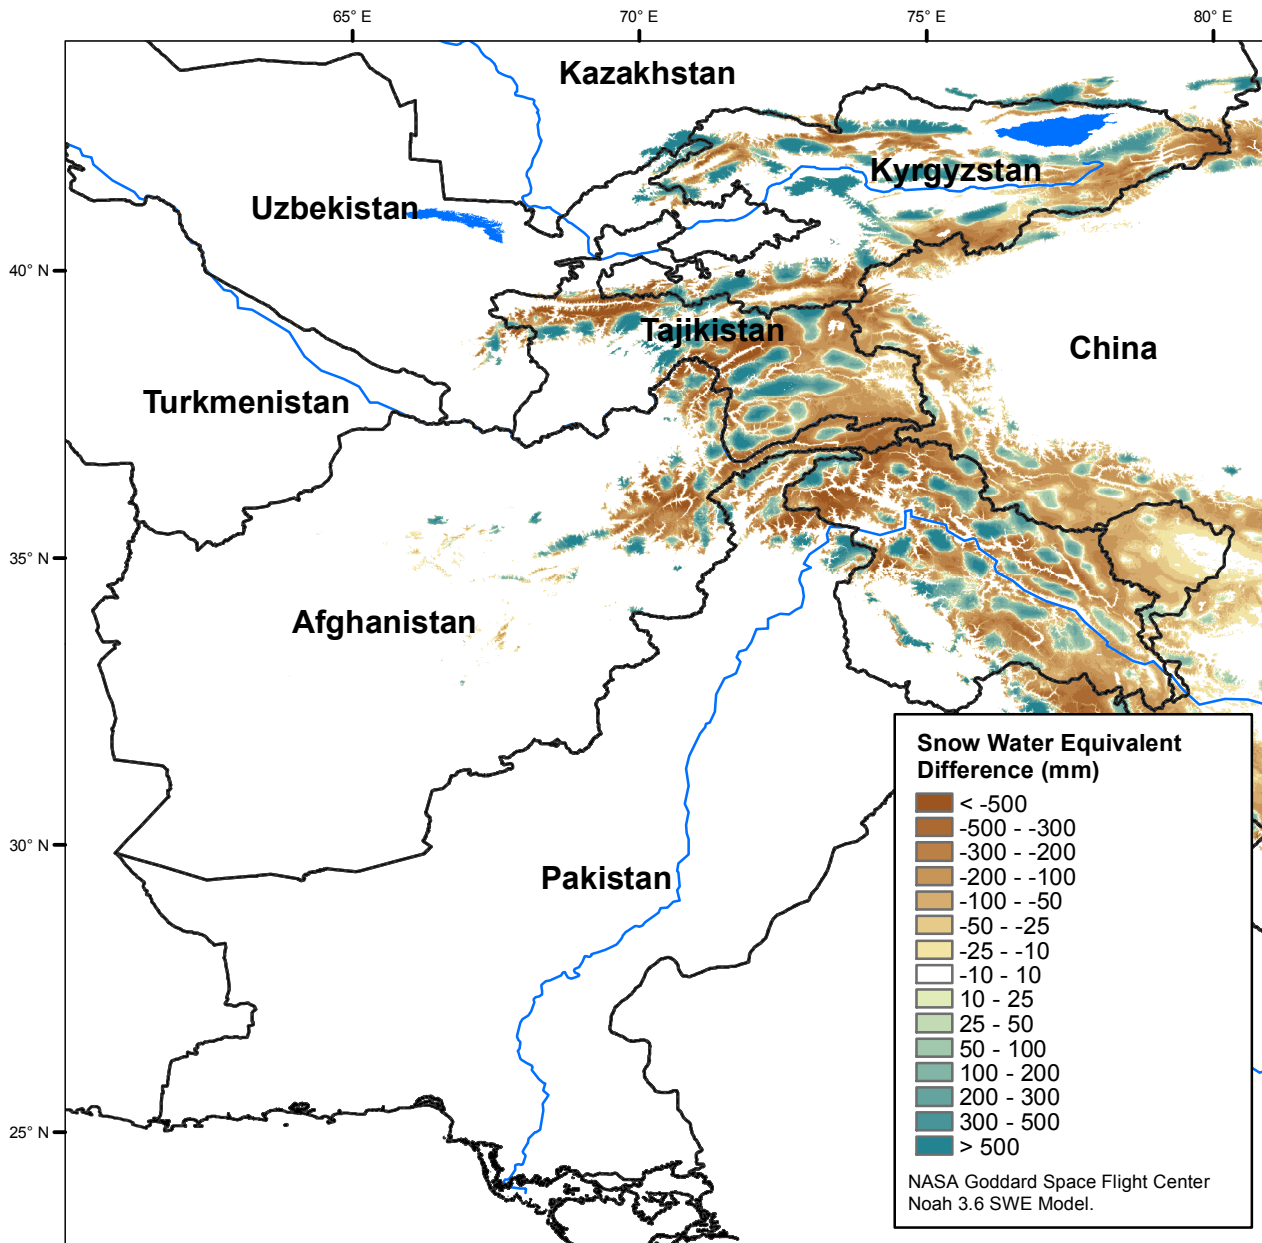 65° E
70° E
75° E
80° E
Kazakhstan
Kyrgyzstan
Uzbekistan
40° N
Tajikistan
China
Turkmenistan
35° N
Afghanistan
30° N
Pakistan
25° N
Snow Water Equivalent
Difference (mm)
< -500
-500 - -300
-300 - -200
-200 - -100
-100 - -50
-50 - -25
-25 - -10
-10 - 10
10 - 25
25 - 50
50 - 100
100 - 200
200 - 300
300 - 500
> 500
NASA Goddard Space Flight Center
Noah 3.6 SWE Model.